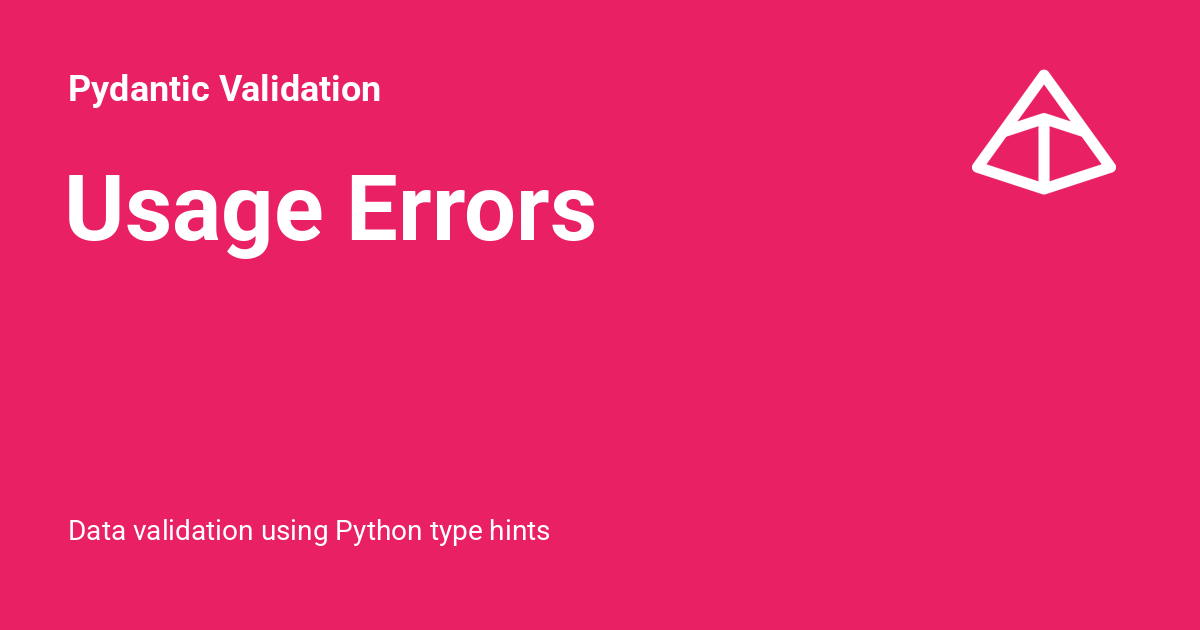 Pydantic Validation
Usage Errors
Data validation using Python type hints